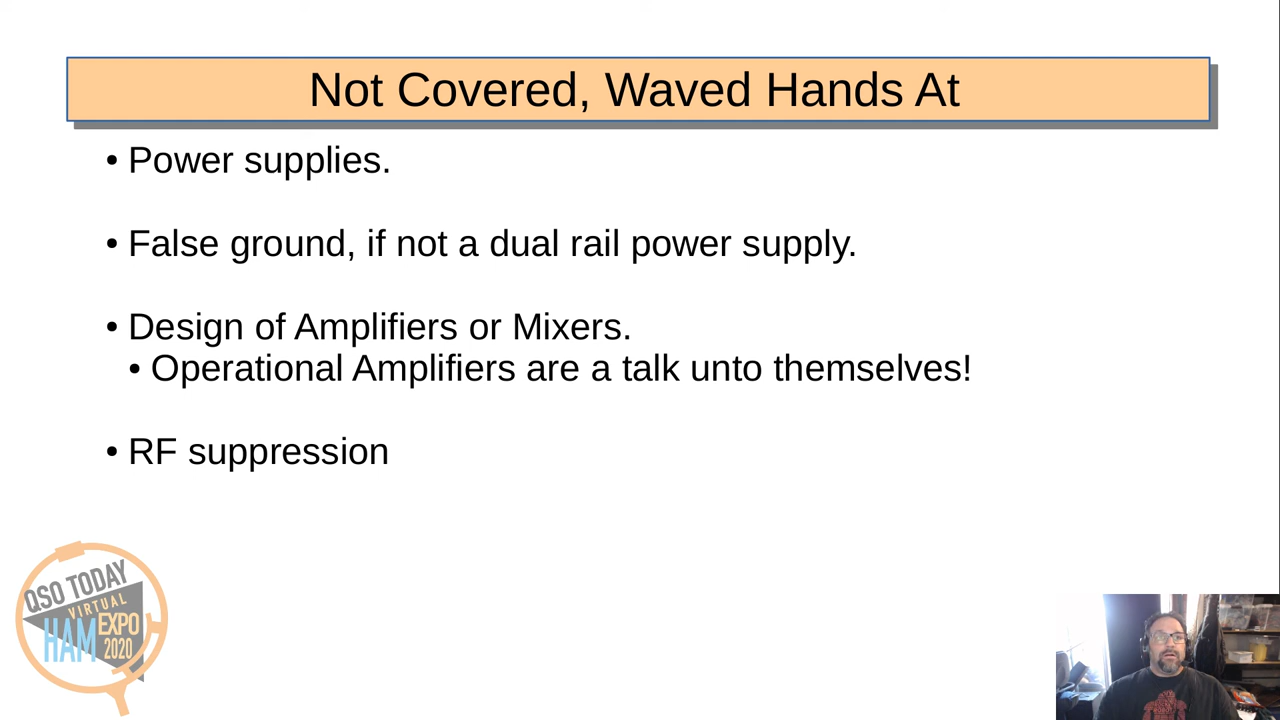 Not Covered, Waved Hands At
• Power supplies.
• False ground, if not a dual rail power supply.
• Design of Amplifiers or Mixers.
• Operational Amplifiers are a talk unto themselves!
• RF suppression
QSO TODAY
VIRTUAL
HAM EXPO
2020